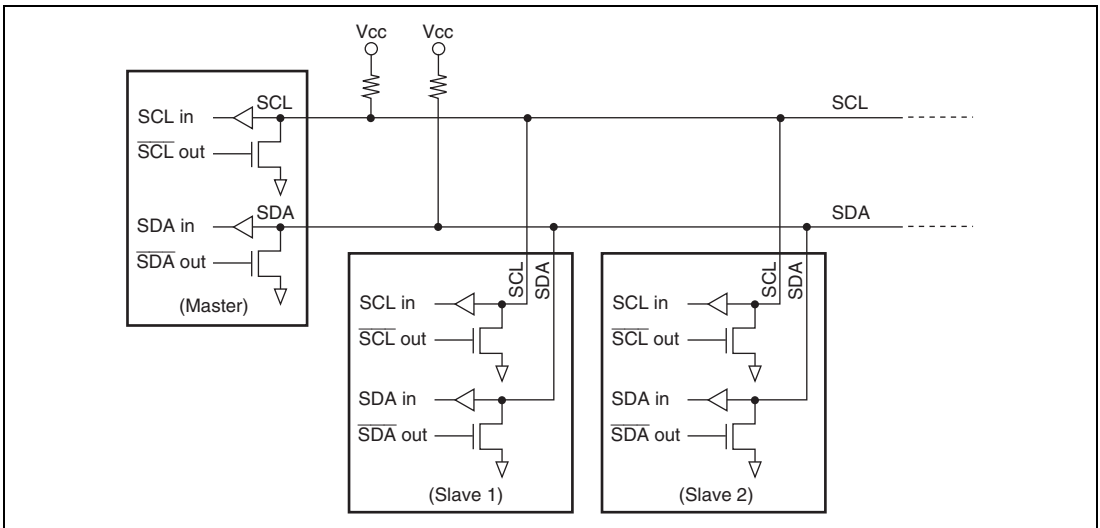 Vcc Vcc
SCL
SCL in
SCL out
SDA
SDA in
SDA out
(Master)
SCL
SDA
SCL
SDA
SCL in
SCL out
SDA in
SDA out
(Slave 1)
SCL
SDA
SCL in
SCL out
SDA in
SDA out
(Slave 2)